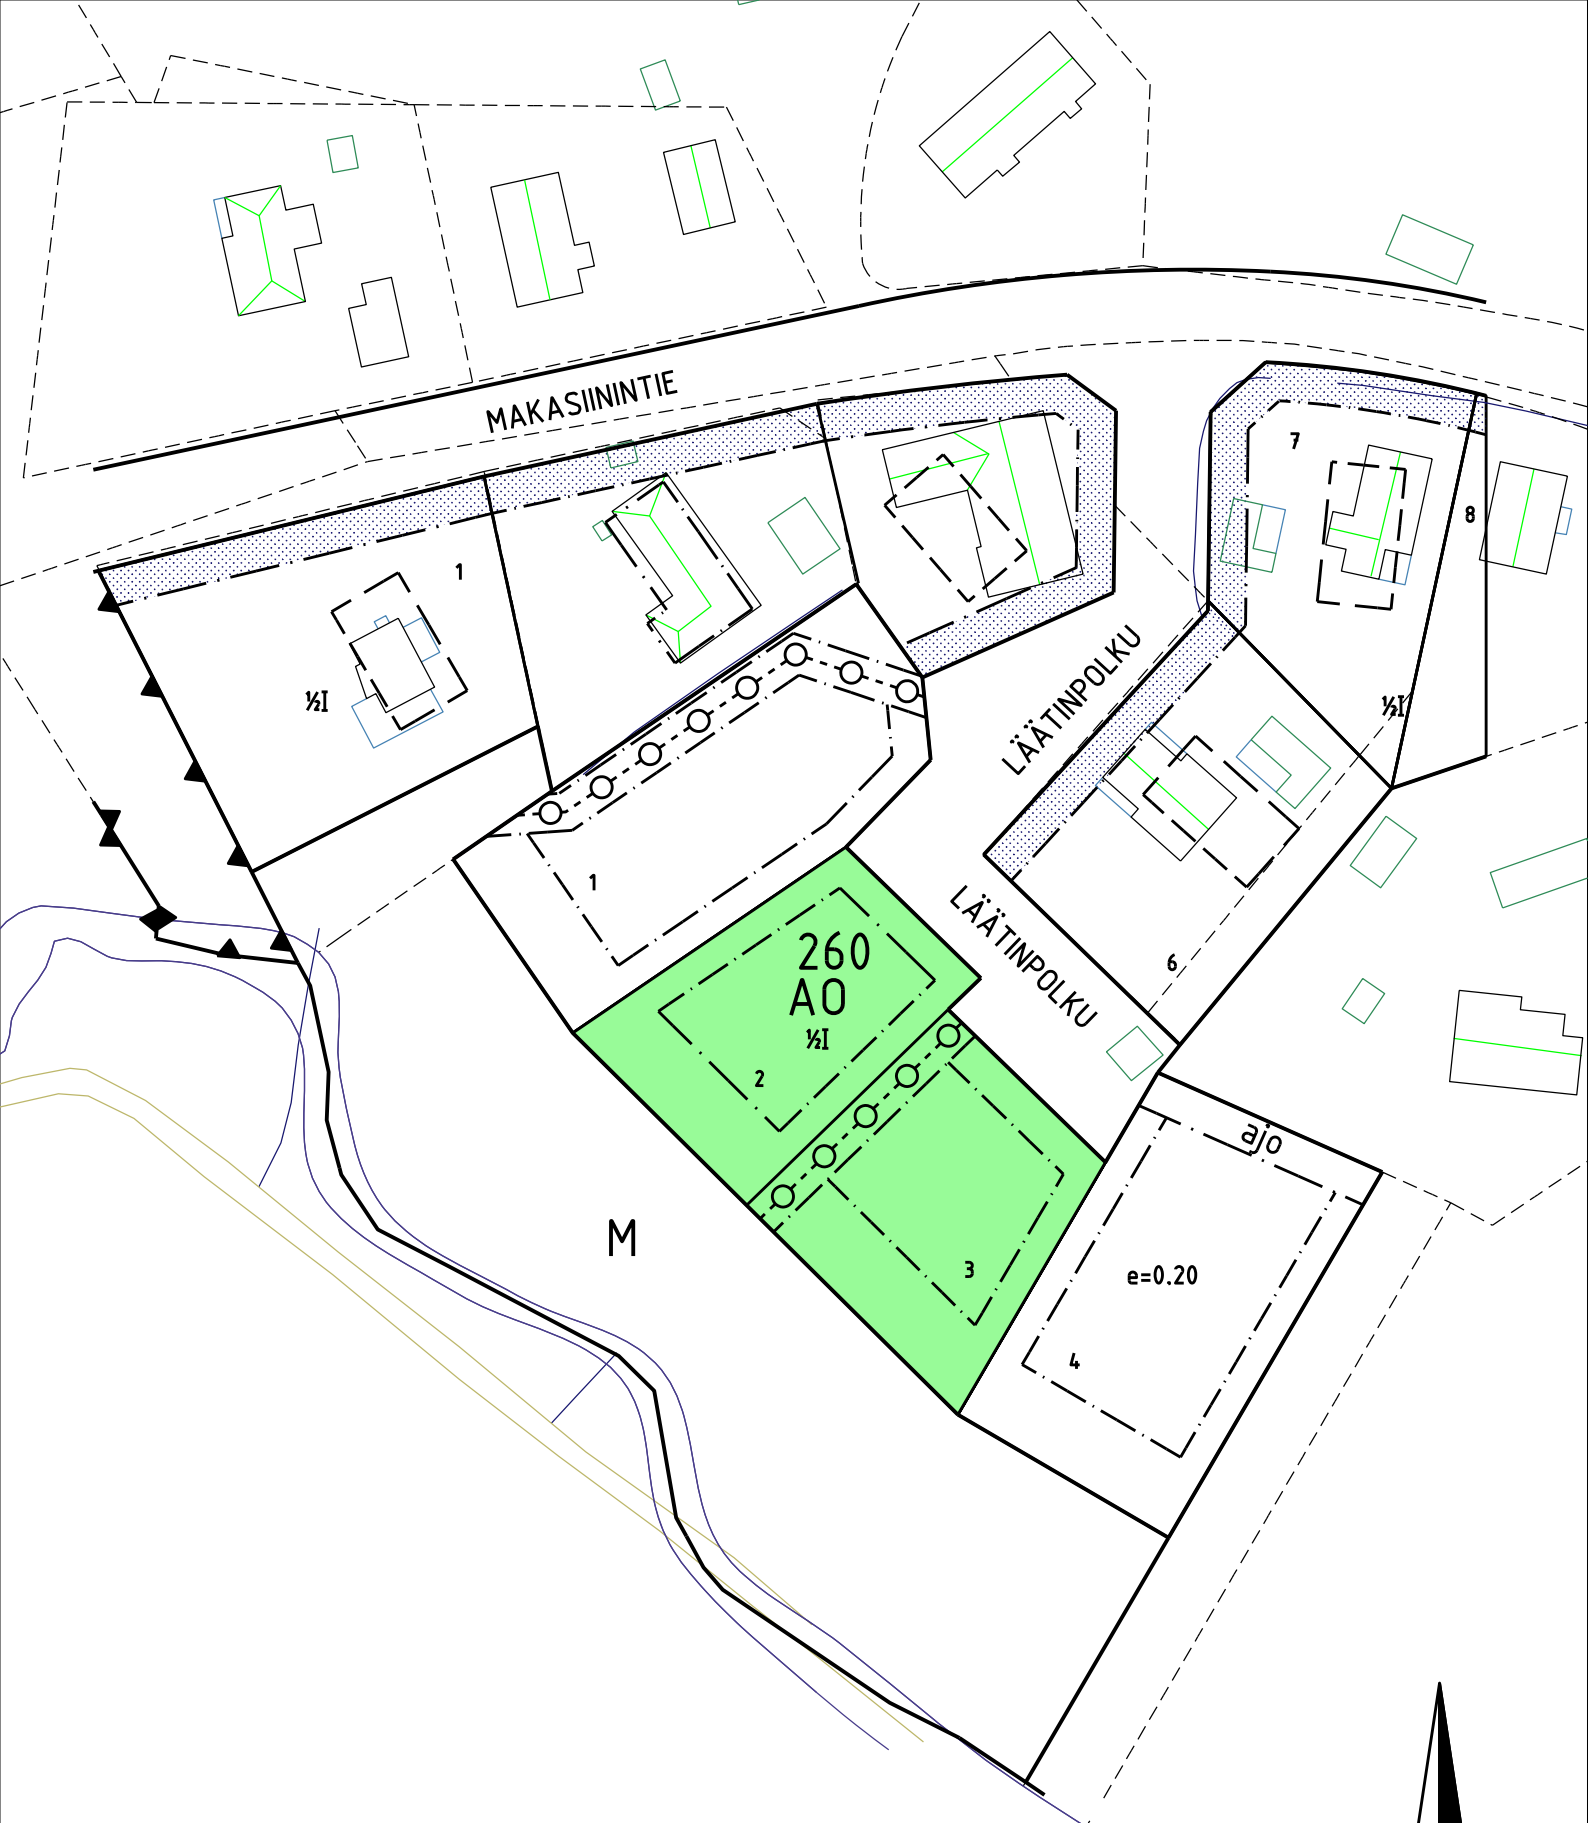 MAKASIININTIE
7
8
1
½I
½I
LÄÄTINPOLKU
1
LÄÄTINPOLKU
260
AO
½I
6
2
ajo
M
3
e=0.20
4